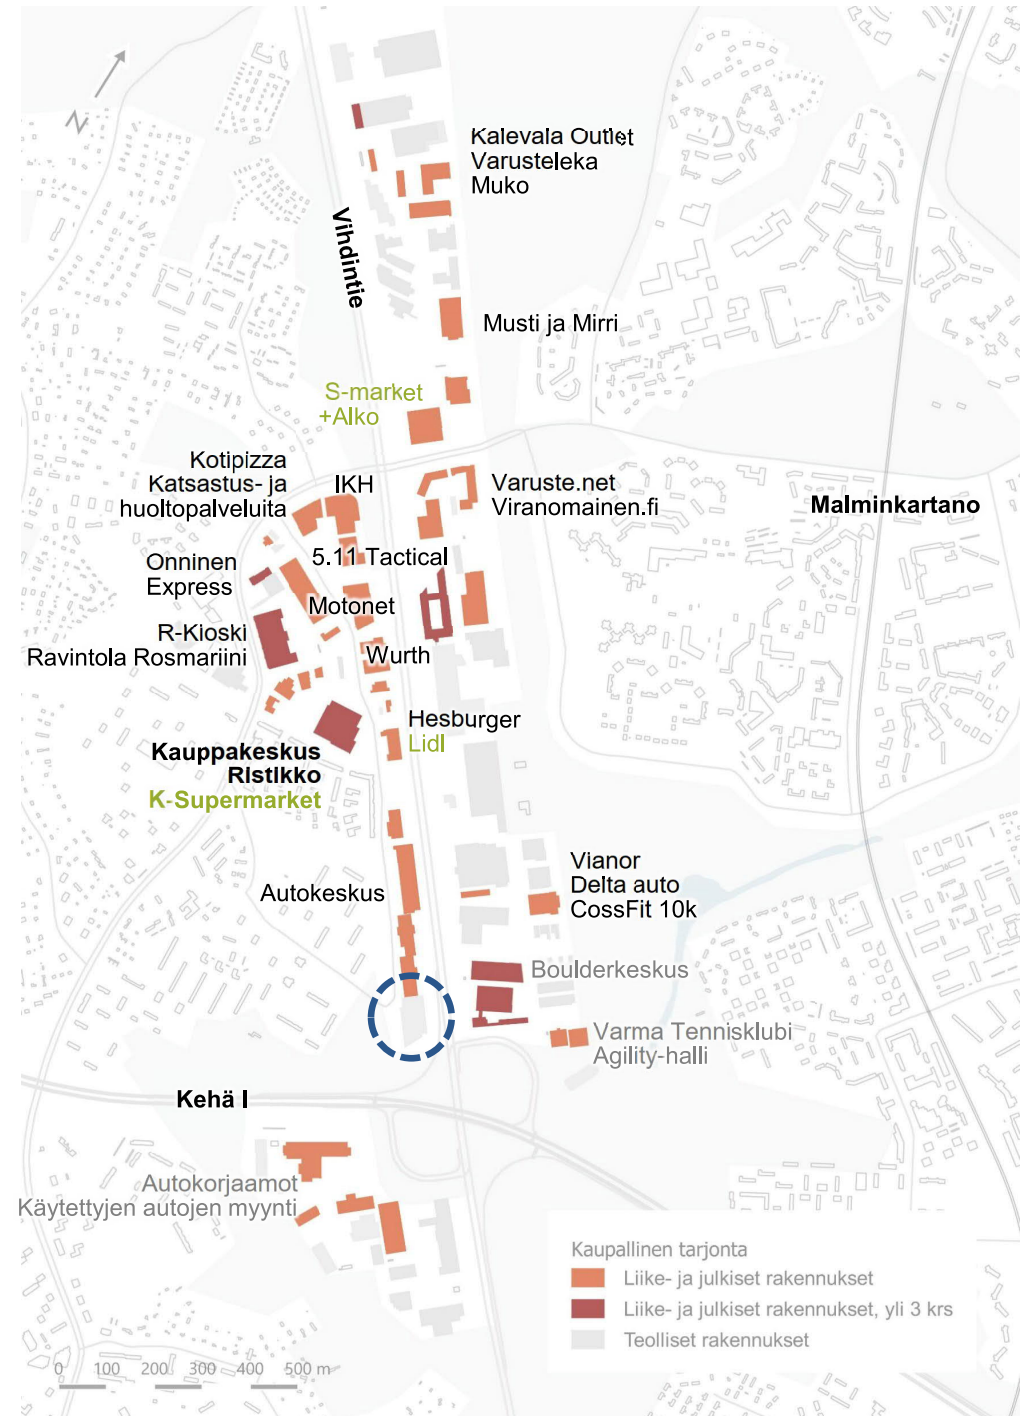 N
Kalevala Outlet
Varusteleka
Muko
Vihdintie
Musti ja Mirri
S-market
+Alko
Kotipizza
Katsastus- ja
huoltopalveluita
IKH
Varuste.net
Viranomainen.fi
Malminkartano
5.11 Tactical
Onninen
Express
Motonet
R-Kioski
Ravintola Rosmariini
Wurth
Hesburger
Lidl
Kauppakeskus
Ristikko
K-Supermarket
Vianor
Delta auto
CossFit 10k
Autokeskus
Boulderkeskus
Varma Tennisklubi
Agility-halli
Kehä I
Autokorjaamot
Käytettyjen autojen myynti
Kaupallinen tarjonta
Liike- ja julkiset rakennukset
Liike- ja julkiset rakennukset, yli 3 krs
Teolliset rakennukset
0 100 200 300 400 500 m